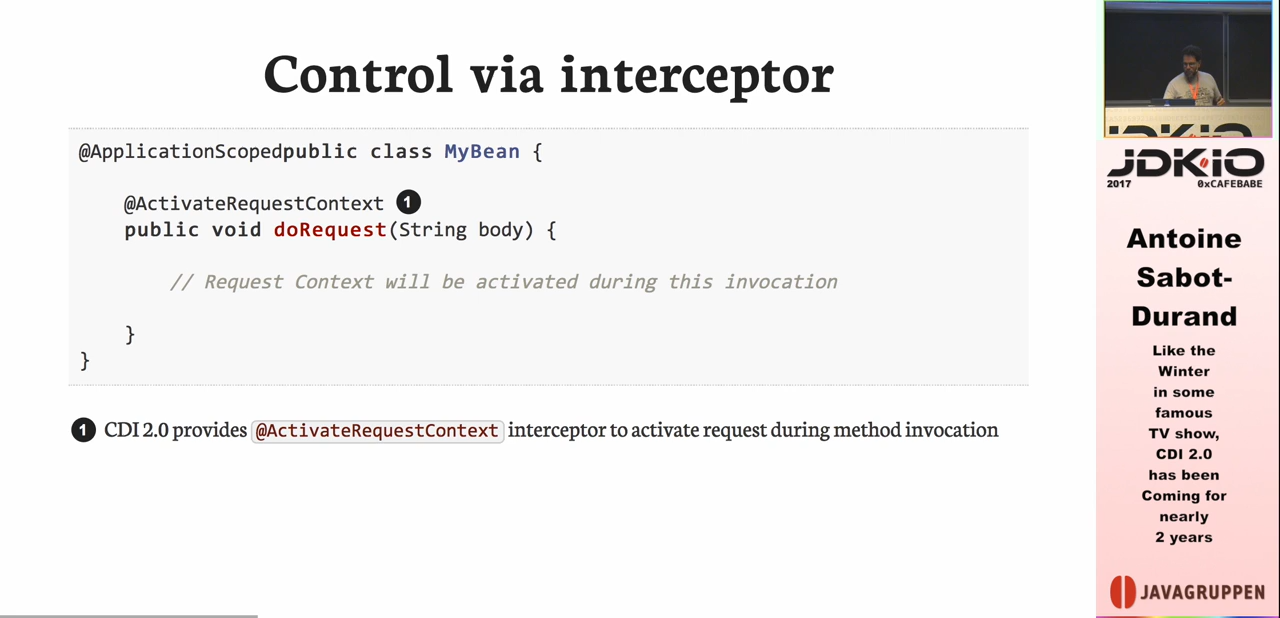 Control via interceptor
@ApplicationScopedpublic class MyBean {
@ActivateRequestContext 1
public void doRequest(String body) {
// Request Context will be activated during this invocation
}
}
1 CDI 2.0 provides @ActivateRequestContext interceptor to activate request during method invocation
JDK.IO
JDK.IO
2017 0xCAFEBABE
Antoine
Sabot-
Durand
Like the
Winter
in some
famous
TV show,
CDI 2.0
has been
Coming for
nearly
2 years
JAVAGRUPPEN